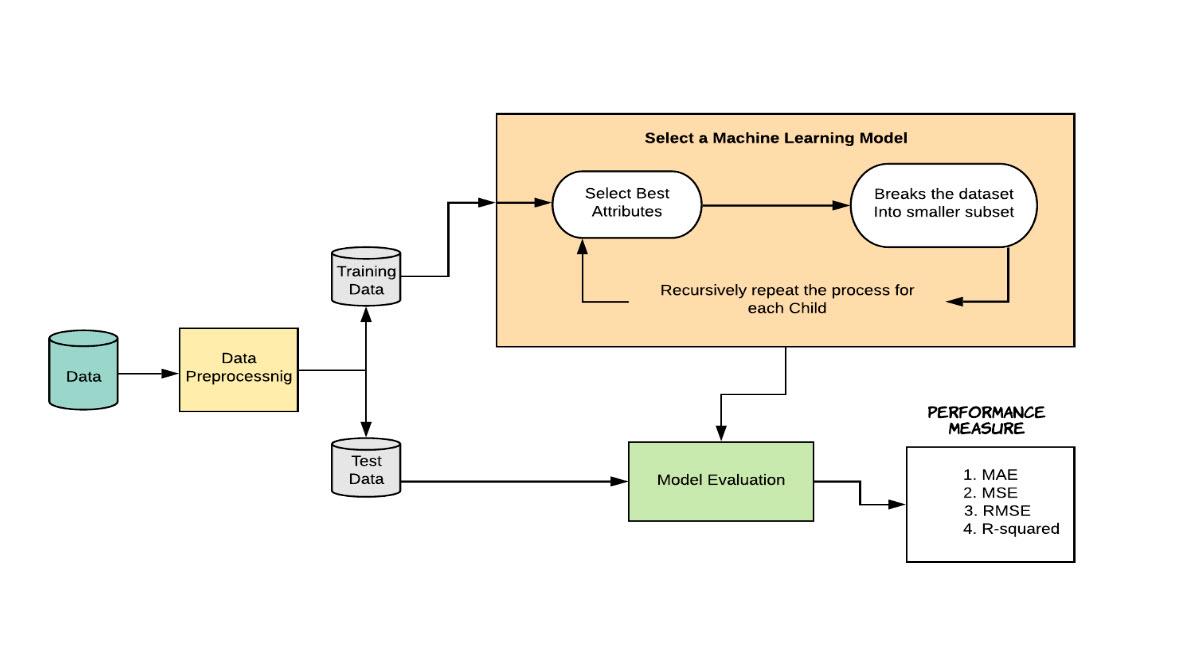 Select a Machine Learning Model
Select Best
Attributes
Breaks the dataset
Into smaller subset
Recursively repeat the process for
each Child
Training
Data
Data
Data
Preprocessnig
Test
Data
Model Evaluation
PERFORMANCE
MEASURE
1. MAE
2. MSE
3. RMSE
4. R-squared